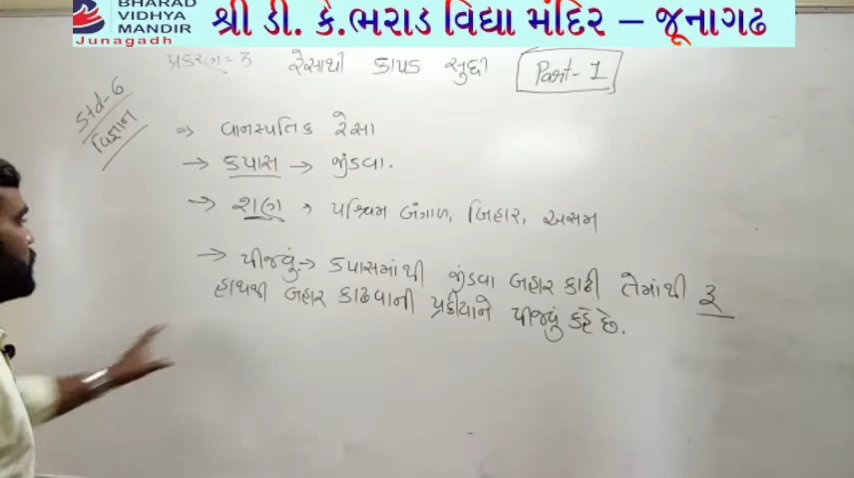 BHARAD
VIDHYA
MANDIR
Junagadh
શ્રી ડી. કે.ભરાડ વિદ્યા મંદિર – જૂનાગઢ
પ્રકરણ = 3 રેસાથી કાપડ સુધી Part - 1
Std-6
વિજ્ઞાન
⇒ વાનસ્પતિક રેસા
→ કપાસ → જીંડવા.
→ શણ → પશ્ચિમ બંગાળ, બિહાર, અસમ
→ પીંજવું → કપાસમાંથી જીંડવા બહાર કાઢી તેમાંથી રૂ
હાથથી બહાર કાઢવાની પ્રક્રીયાને પીંજવું કહે છે.